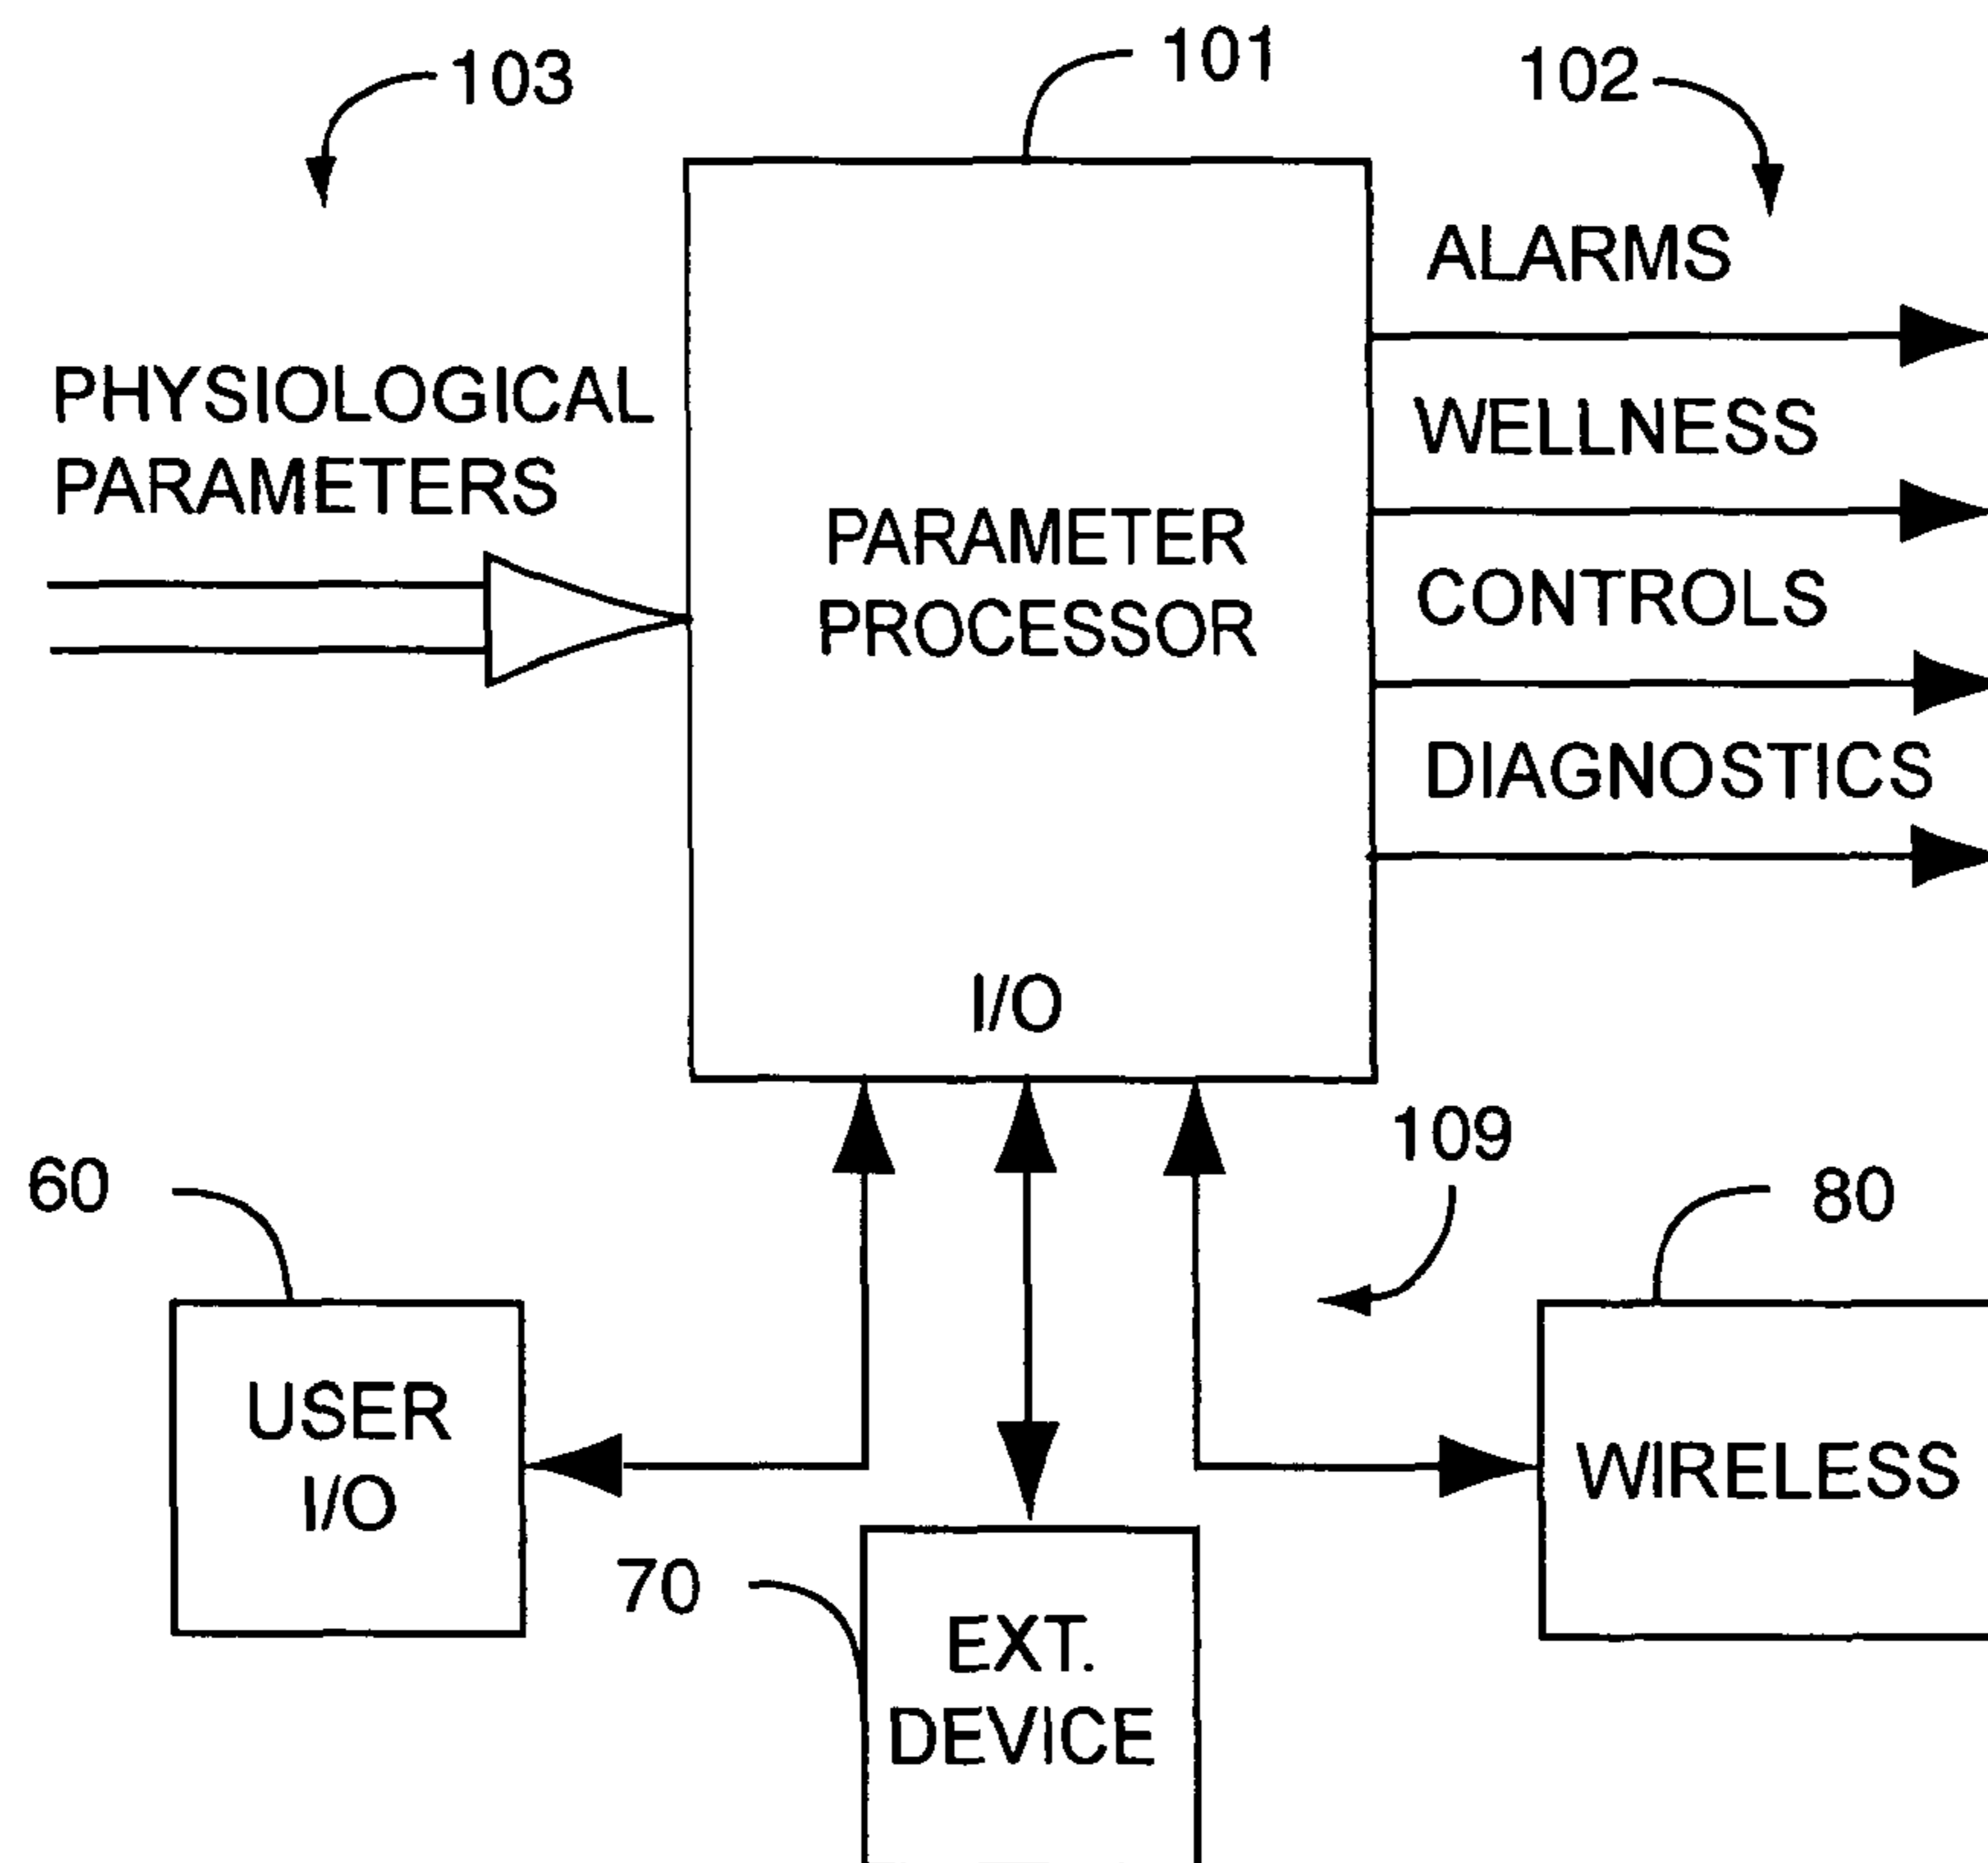 103
101
102
ALARMS
PHYSIOLOGICAL
PARAMETERS
WELLNESS
PARAMETER
PROCESSOR
CONTROLS
DIAGNOSTICS
I/O
109
60
80
USER
I/O
WIRELESS
70
EXT.
DEVICE